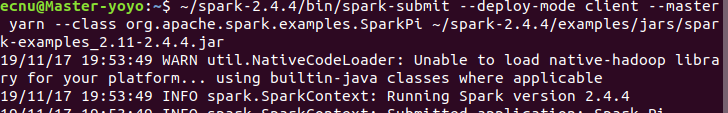 ecnu@Master-yoyo:~$ ~/spark-2.4.4/bin/spark-submit --deploy-mode client --master
 yarn --class org.apache.spark.examples.SparkPi ~/spark-2.4.4/examples/jars/spar
k-examples_2.11-2.4.4.jar
19/11/17 19:53:49 WARN util.NativeCodeLoader: Unable to load native-hadoop libra
ry for your platform... using builtin-java classes where applicable
19/11/17 19:53:49 INFO spark.SparkContext: Running Spark version 2.4.4
19/11/17 19:53:49 INFO spark.SparkContext: Submitted application: Spark Pi